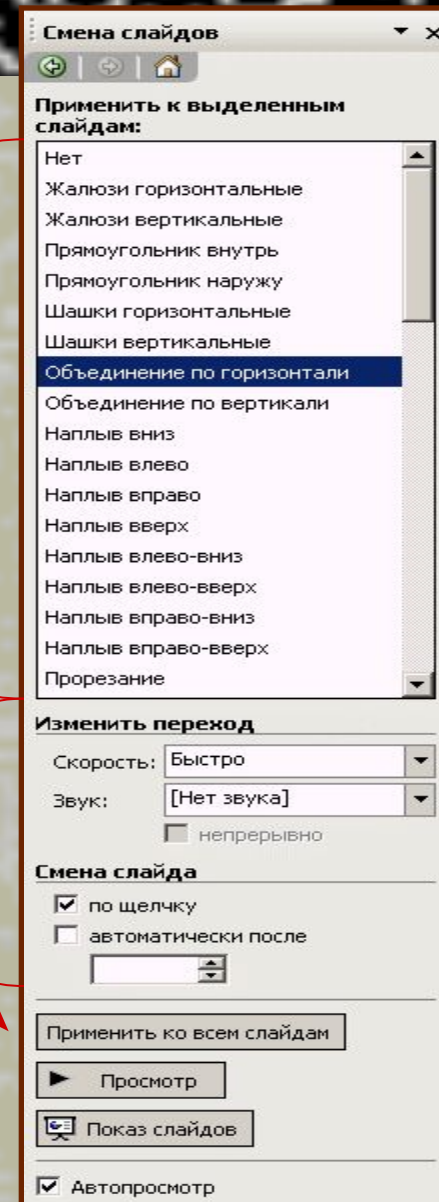 Смена слайдов
Применить к выделенным
слайдам:
Нет
Жалюзи горизонтальные
Жалюзи вертикальные
Прямоугольник внутрь
Прямоугольник наружу
Шашки горизонтальные
Шашки вертикальные
Объединение по горизонтали
Объединение по вертикали
Наплыв вниз
Наплыв влево
Наплыв вправо
Наплыв вверх
Наплыв влево-вниз
Наплыв влево-вверх
Наплыв вправо-вниз
Наплыв вправо-вверх
Прорезание
Изменить переход
Скорость: Быстро
Звук: [Нет звука]
непрерывно
Смена слайда
по щелчку
автоматически после
Применить ко всем слайдам
Просмотр
Показ слайдов
Автопросмотр